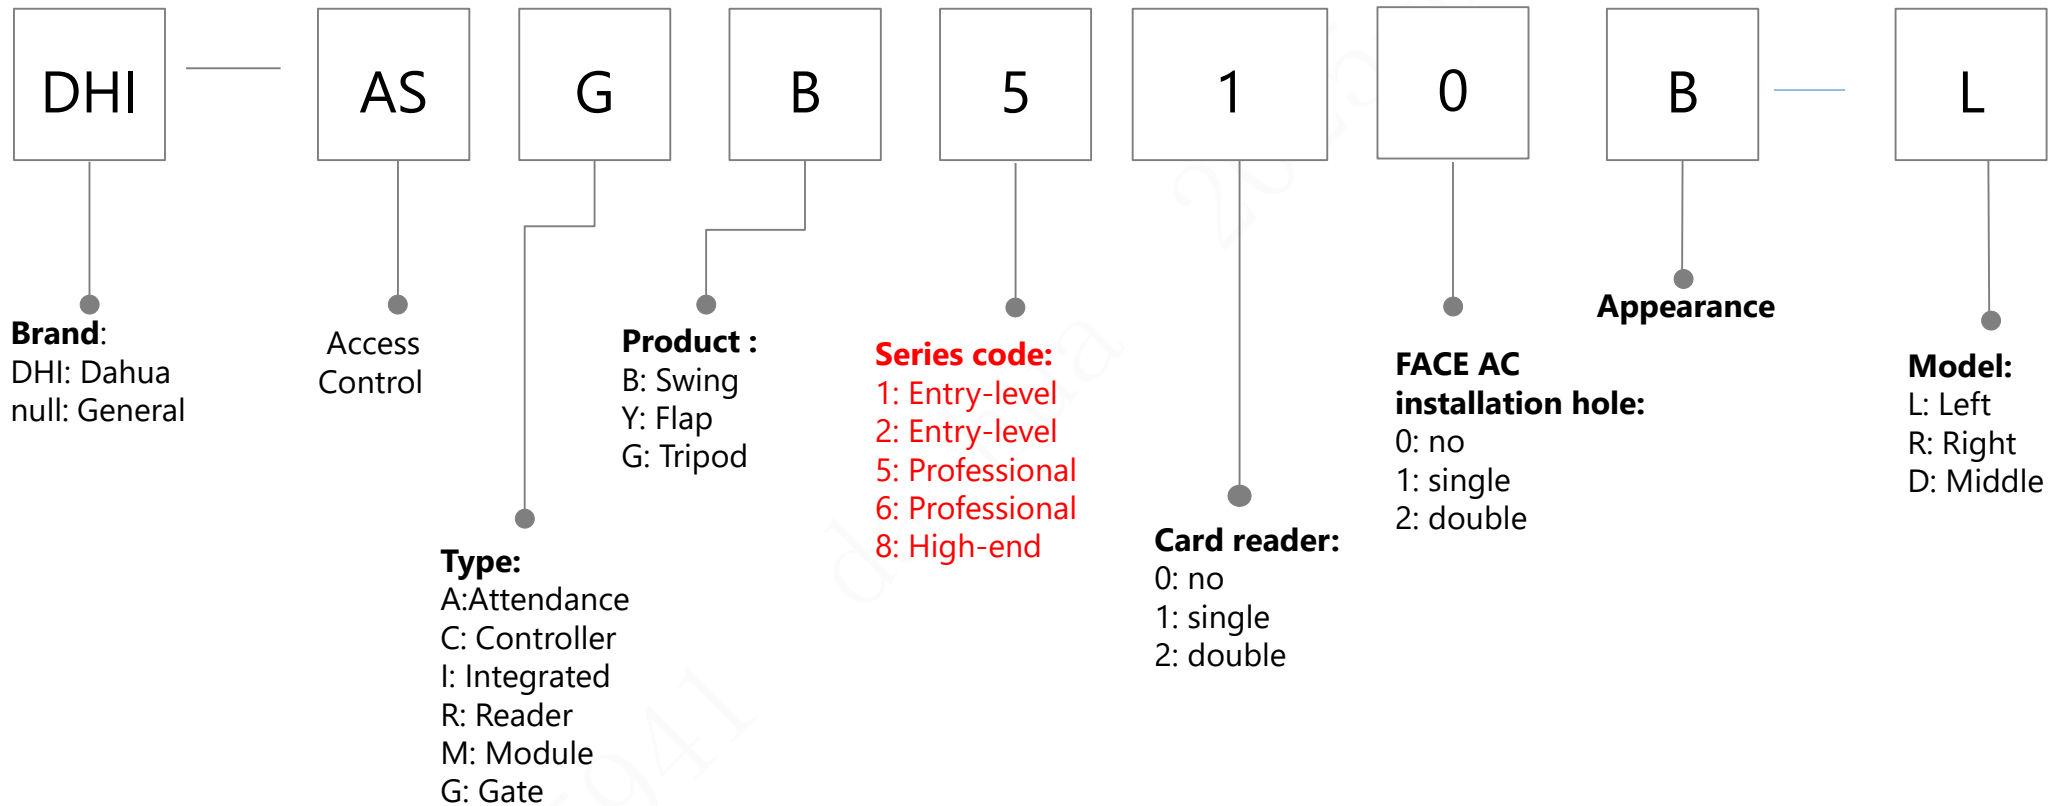 DHI AS G B 5 1 0 B L
Brand:
DHI: Dahua
null: General
Access
Control
Type:
A:Attendance
C: Controller
I: Integrated
R: Reader
M: Module
G: Gate
Product :
B: Swing
Y: Flap
G: Tripod
Series code:
1: Entry-level
2: Entry-level
5: Professional
6: Professional
8: High-end
Card reader:
0: no
1: single
2: double
FACE AC
installation hole:
0: no
1: single
2: double
Appearance
Model:
L: Left
R: Right
D: Middle